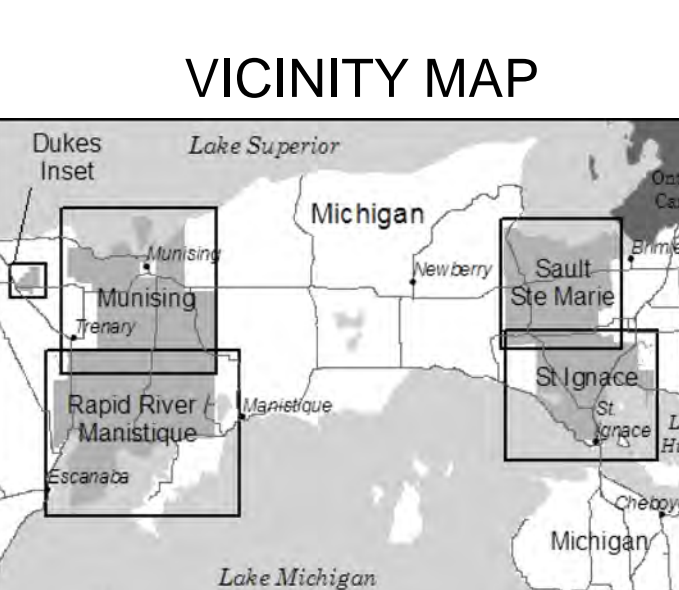 VICINITY MAP
Dukes
Inset
Lake Superior
Michigan
Munising
Newberry
Munising
Trenary
Sault
Ste Marie
St Ignace
Rapid River /
Manistique
Manistique
St.
Ignace
Escanaba
Michigan
Lake Michigan